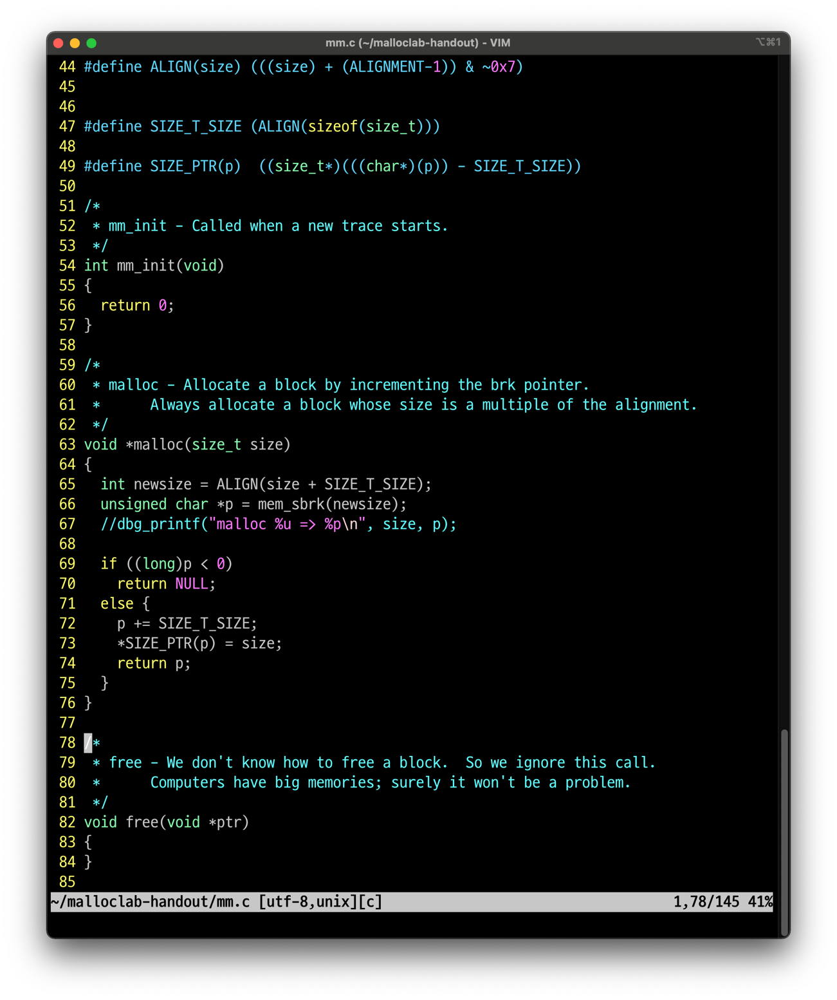 mm.c (~/malloclab-handout) - VIM ⌥⌘1
44 #define ALIGN(size) (((size) + (ALIGNMENT-1)) & ~0x7)
45
46
47 #define SIZE_T_SIZE (ALIGN(sizeof(size_t)))
48
49 #define SIZE_PTR(p)  ((size_t*)(((char*)(p)) - SIZE_T_SIZE))
50
51 /*
52  * mm_init - Called when a new trace starts.
53  */
54 int mm_init(void)
55 {
56   return 0;
57 }
58
59 /*
60  * malloc - Allocate a block by incrementing the brk pointer.
61  *      Always allocate a block whose size is a multiple of the alignment.
62  */
63 void *malloc(size_t size)
64 {
65   int newsize = ALIGN(size + SIZE_T_SIZE);
66   unsigned char *p = mem_sbrk(newsize);
67   //dbg_printf("malloc %u => %p\n", size, p);
68
69   if ((long)p < 0)
70     return NULL;
71   else {
72     p += SIZE_T_SIZE;
73     *SIZE_PTR(p) = size;
74     return p;
75   }
76 }
77
78 /*
79  * free - We don't know how to free a block.  So we ignore this call.
80  *      Computers have big memories; surely it won't be a problem.
81  */
82 void free(void *ptr)
83 {
84 }
85
~/malloclab-handout/mm.c [utf-8,unix][c] 1,78/145 41%